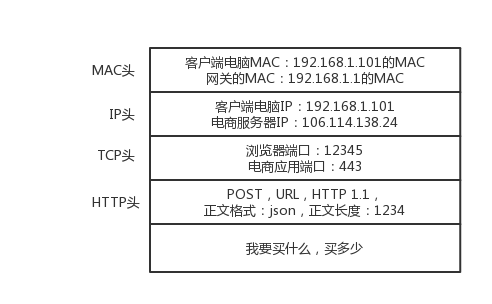 MAC头
客户端电脑MAC：192.168.1.101的MAC
网关的MAC：192.168.1.1的MAC
IP头
客户端电脑IP：192.168.1.101
电商服务器IP：106.114.138.24
TCP头
浏览器端口：12345
电商应用端口：443
HTTP头
POST，URL，HTTP 1.1，
正文格式：json，正文长度：1234
我要买什么，买多少